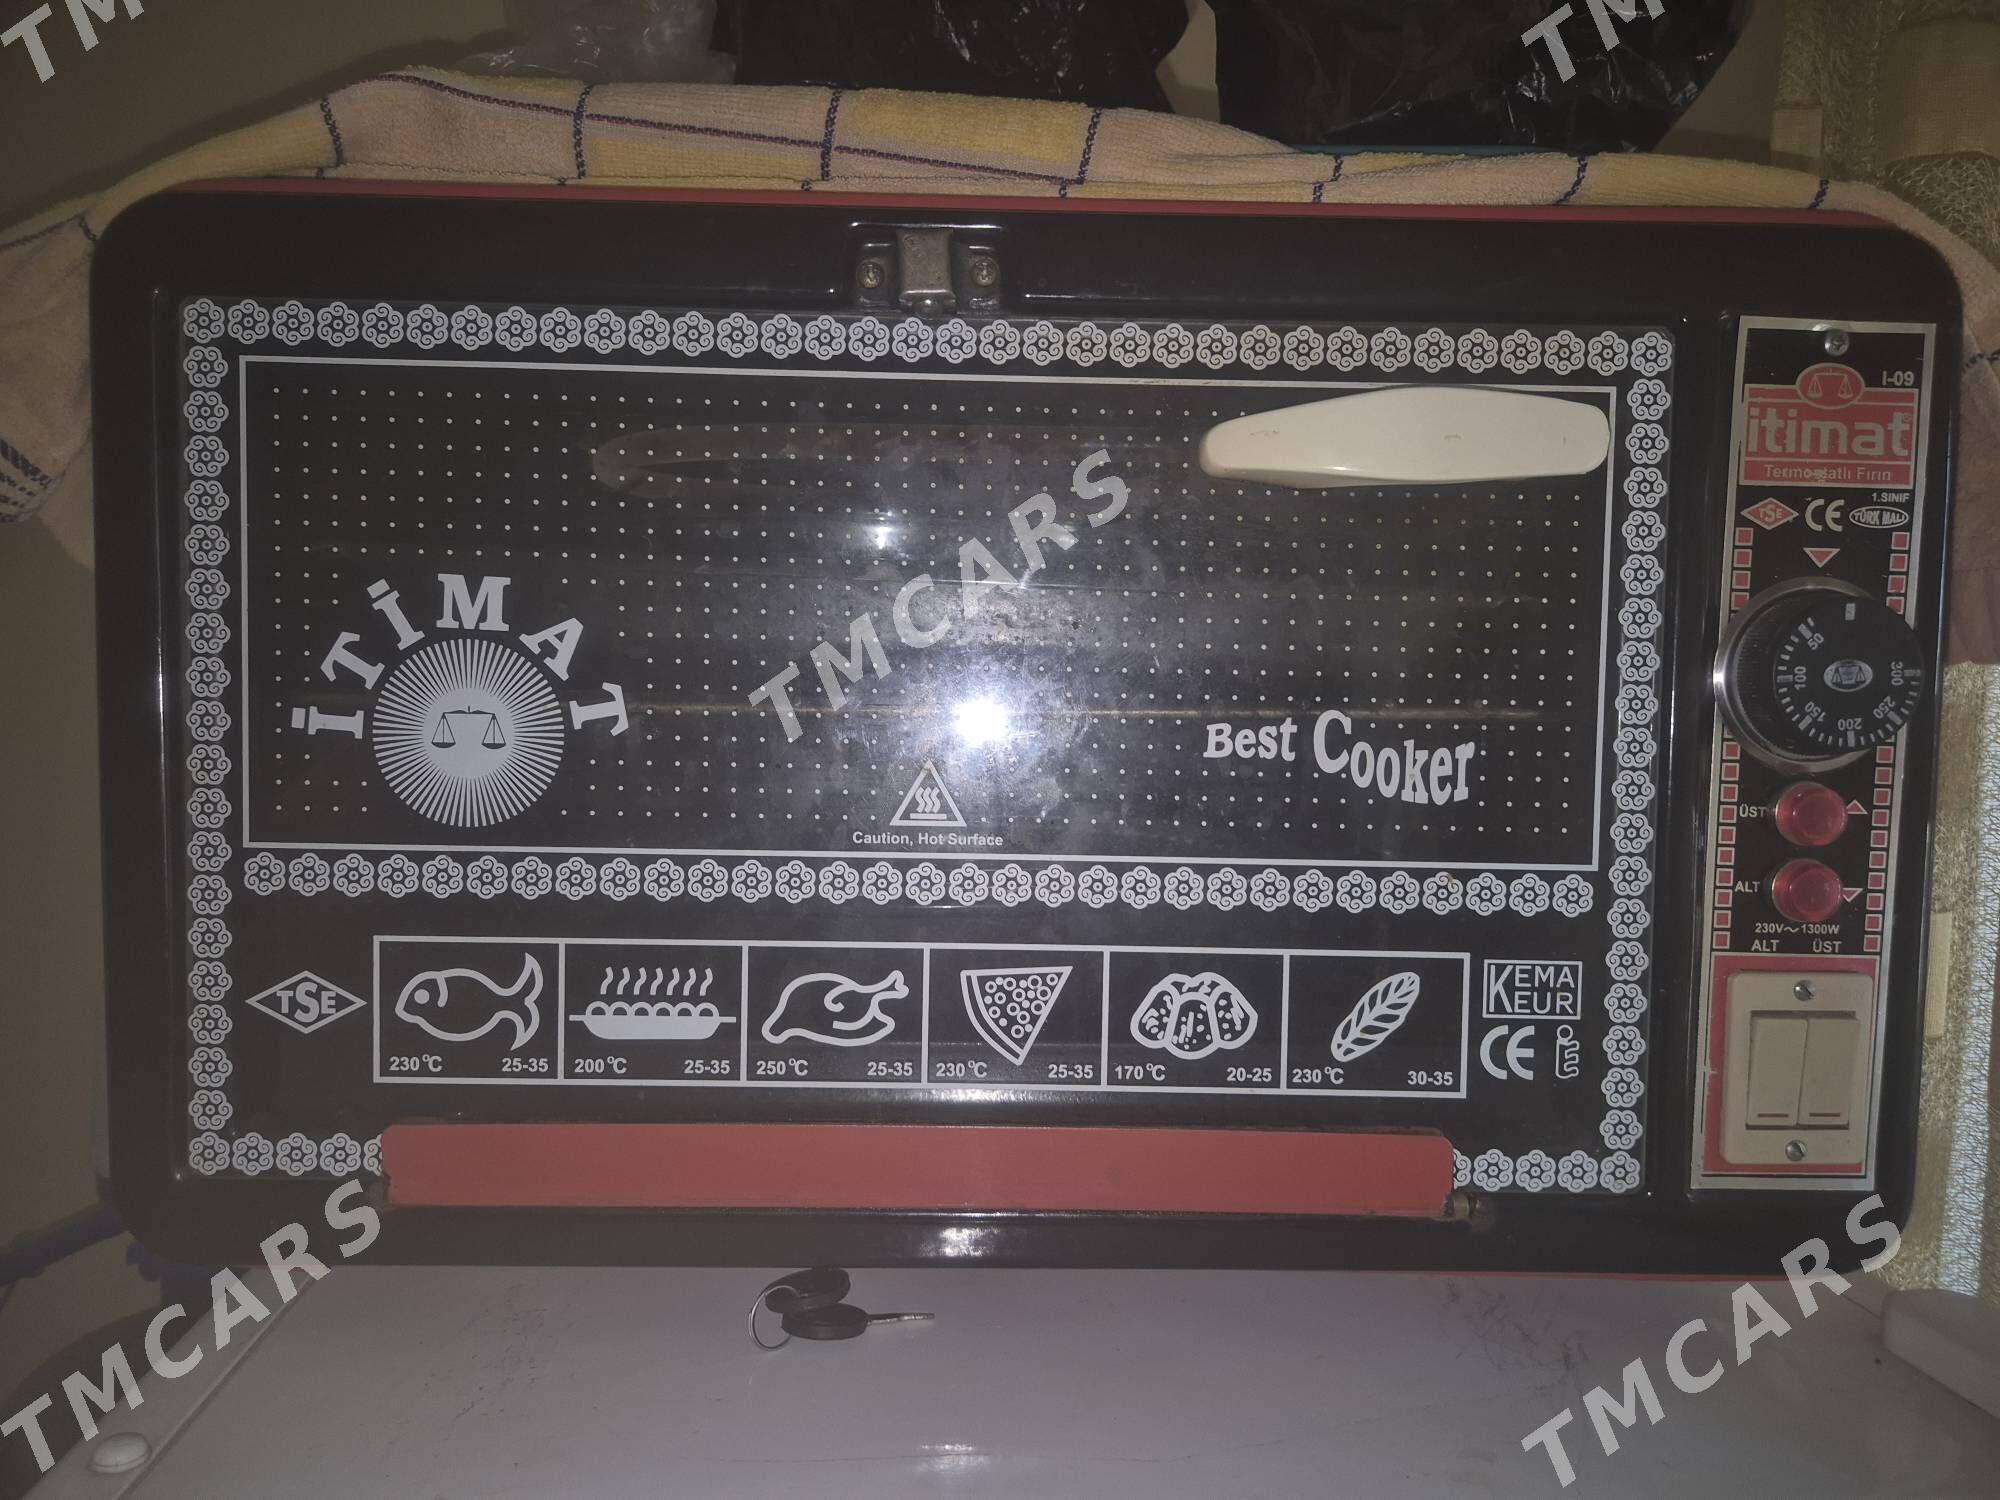 İTİMAT
Best Cooker
Caution, Hot Surface
TSE
230 °C 25-35
200 °C 25-35
250 °C 25-35
230 °C 25-35
170 °C 20-25
230 °C 30-35
KEMA
KEUR
CE
I-09
itimat
Termostatlı Fırın
1.SINIF
TSE CE TÜRK MALI
50
100
150
200
250
300
ÜST
ALT
230V~1300W
ALT ÜST
TMCARS
TMCARS
TMCARS
TM
TM